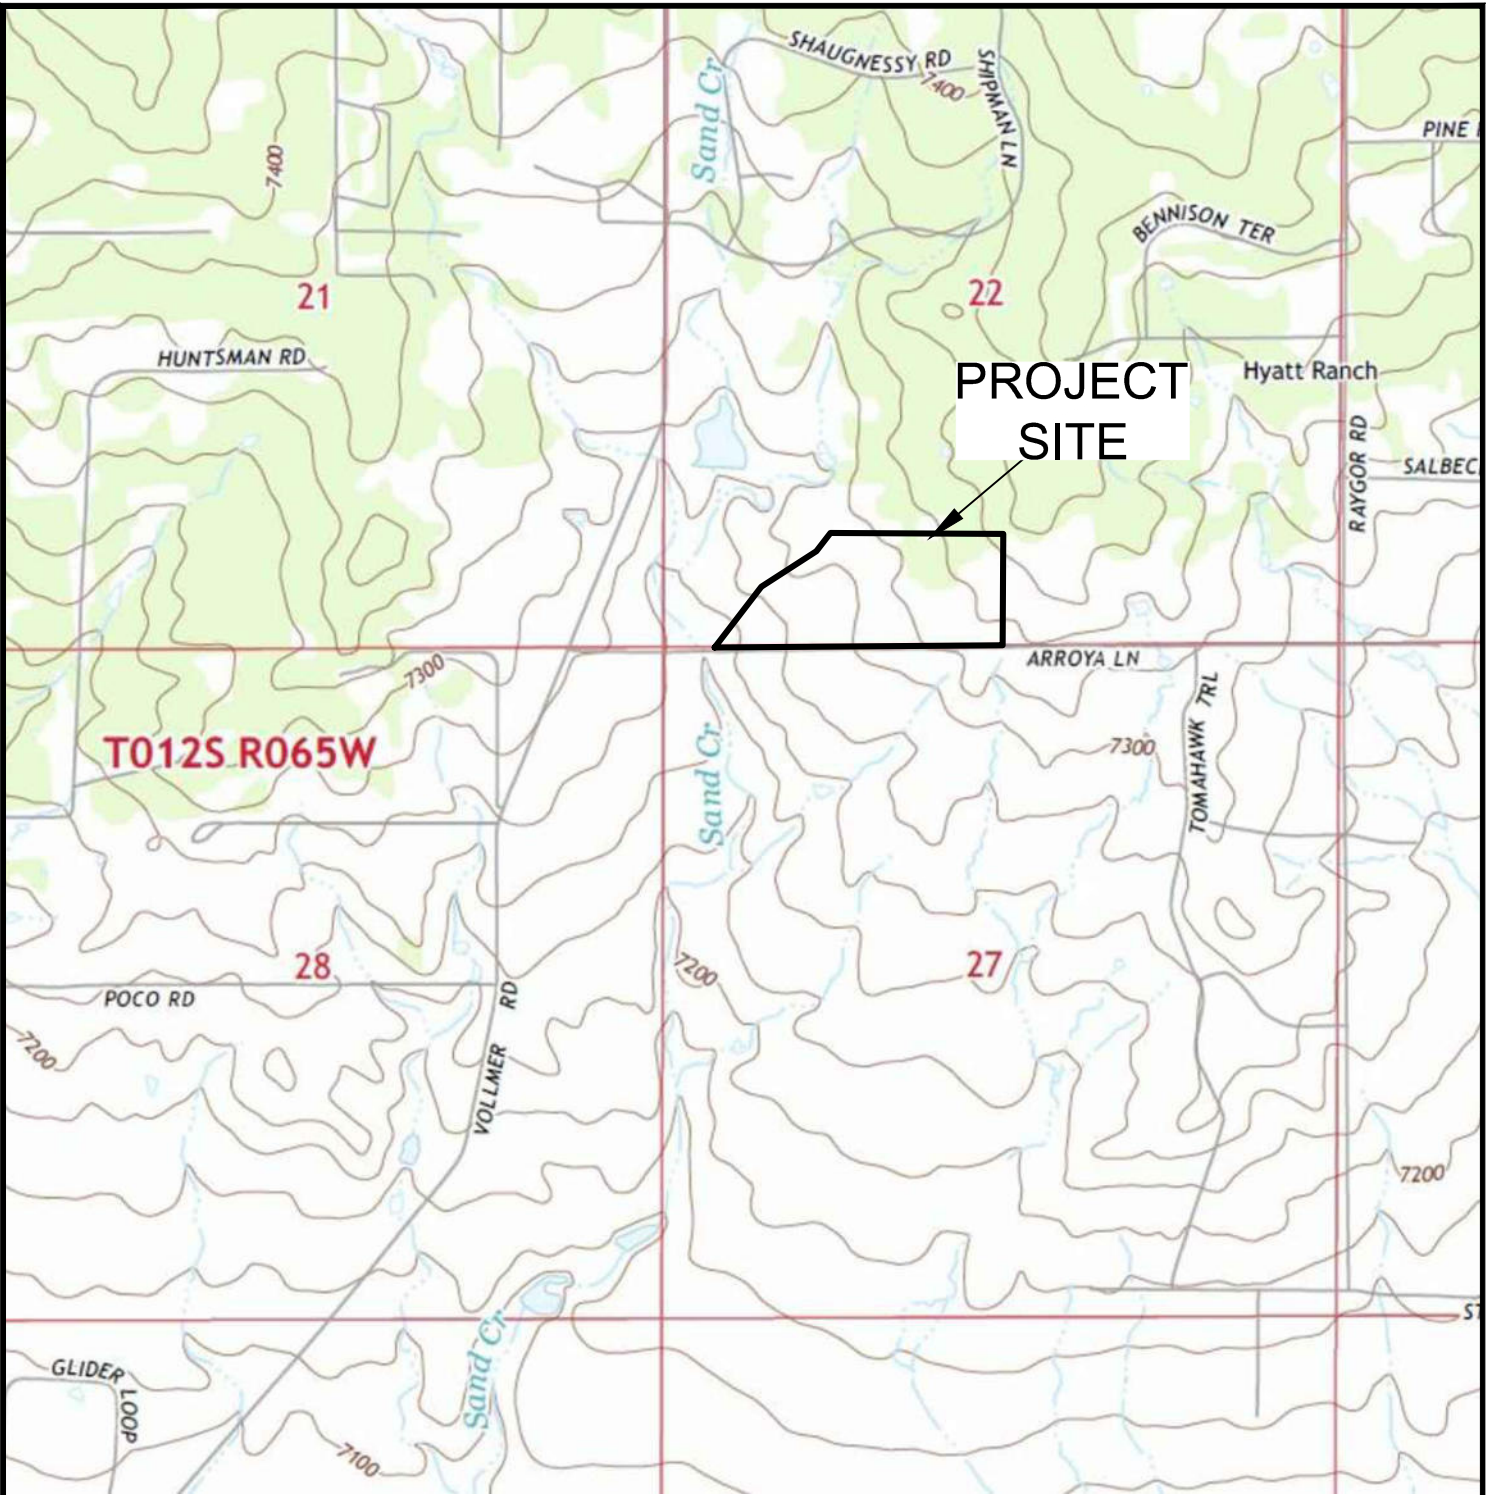 SHAUGNESSY RD
SHIPMAN LN
Sand Cr
7400
7400
PINE
BENNISON TER
21
22
HUNTSMAN RD
PROJECT
SITE
Hyatt Ranch
RAYGOR RD
SALBEC
ARROYA LN
7300
TOMAHAWK TRL
T012S R065W
7300
Sand Cr
28
27
7200
POCO RD
VOLLMER RD
7200
7200
Sand Cr
ST
GLIDER LOOP
7100